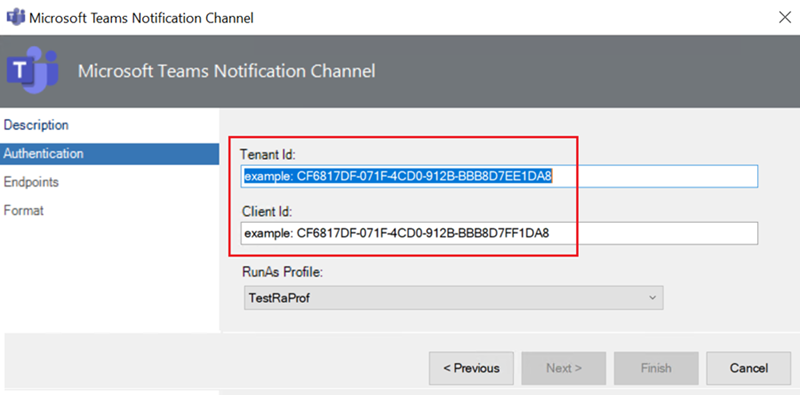 Microsoft Teams Notification Channel
Microsoft Teams Notification Channel
Description
Authentication
Endpoints
Format
Tenant Id:
example: CF6817DF-071F-4CD0-912B-BBB8D7EE1DA8
Client Id:
example: CF6817DF-071F-4CD0-912B-BBB8D7FF1DA8
RunAs Profile:
TestRaProf
< Previous
Next >
Finish
Cancel